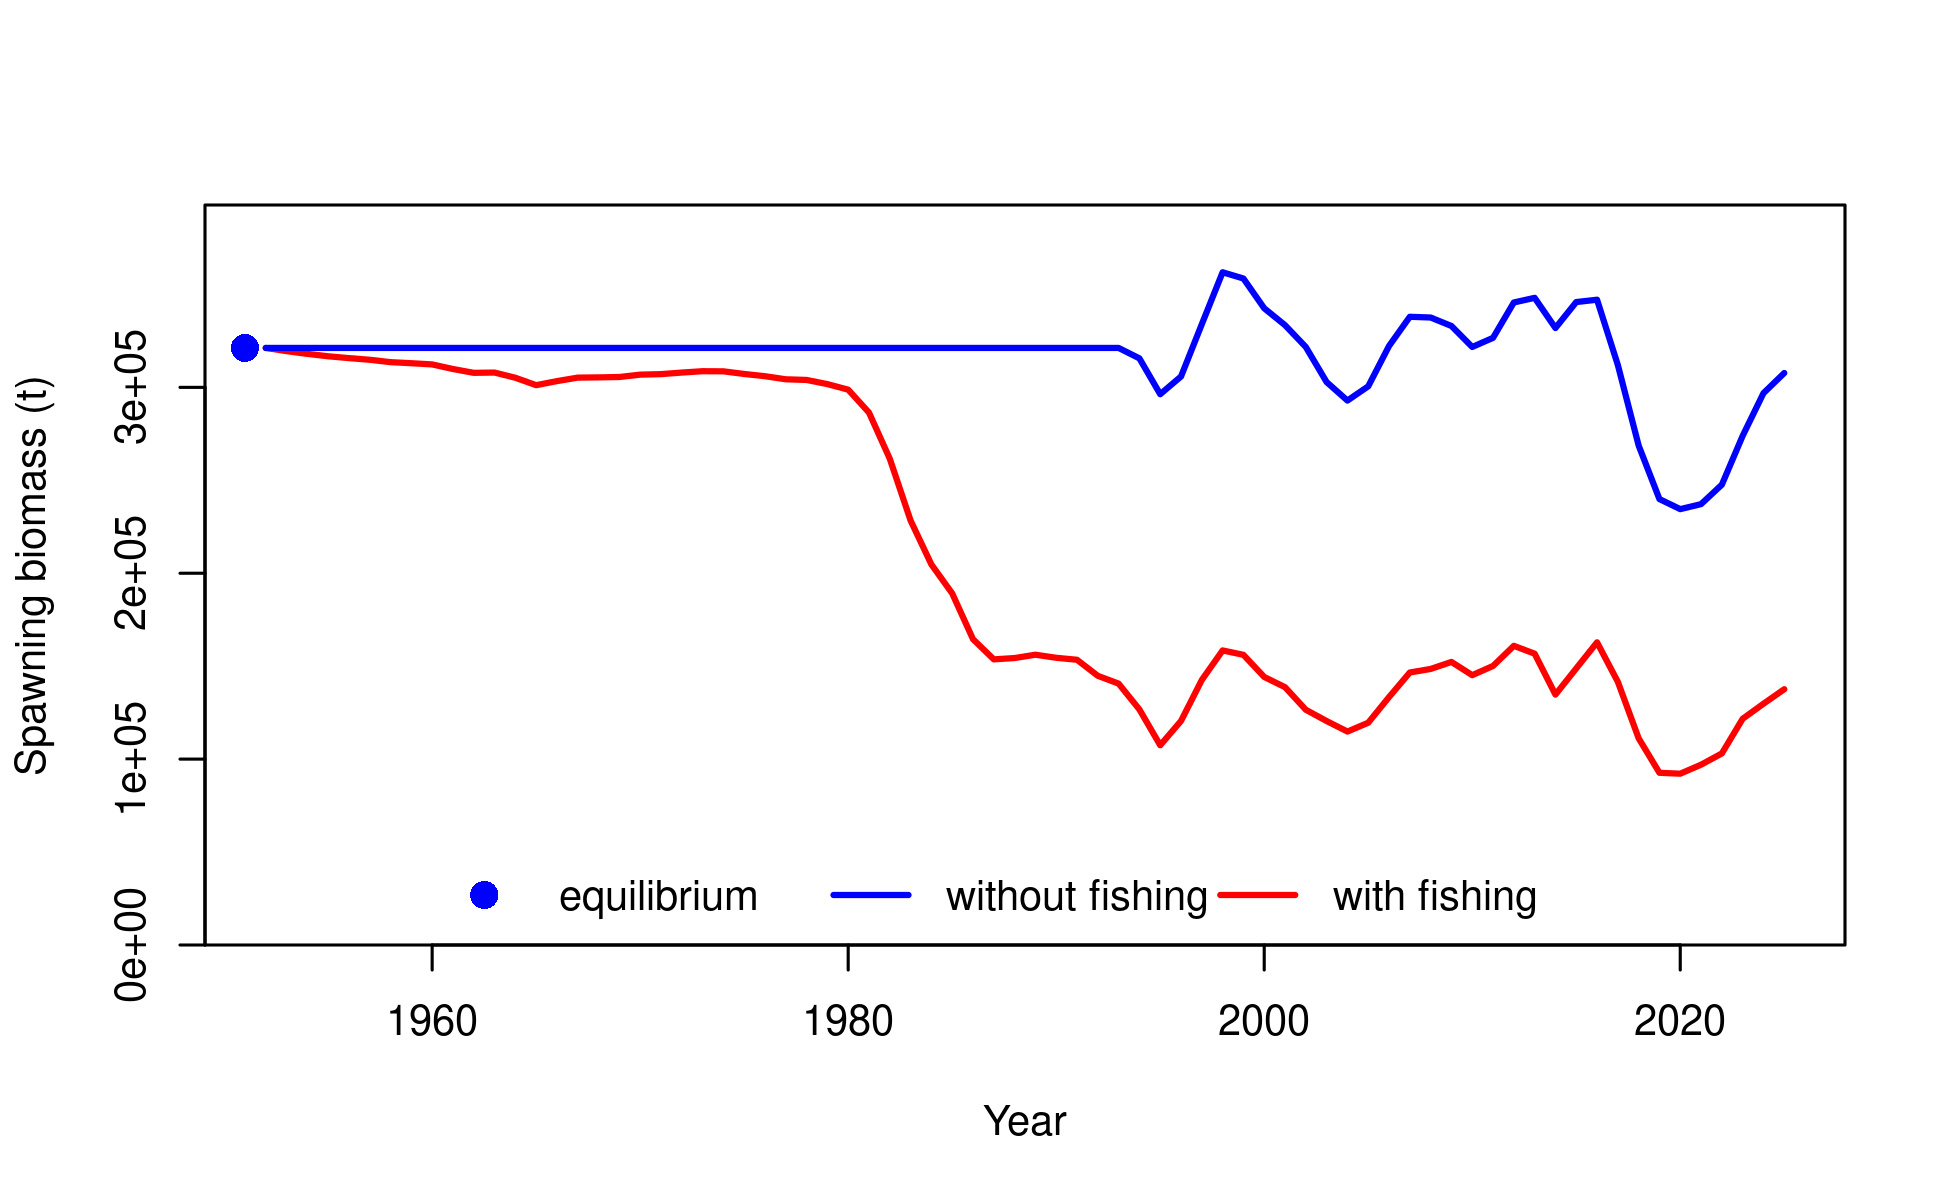 Spawning biomass (t)
3e+05
2e+05
1e+05
0e+00
equilibrium without fishing with fishing
1960 1980 2000 2020
Year